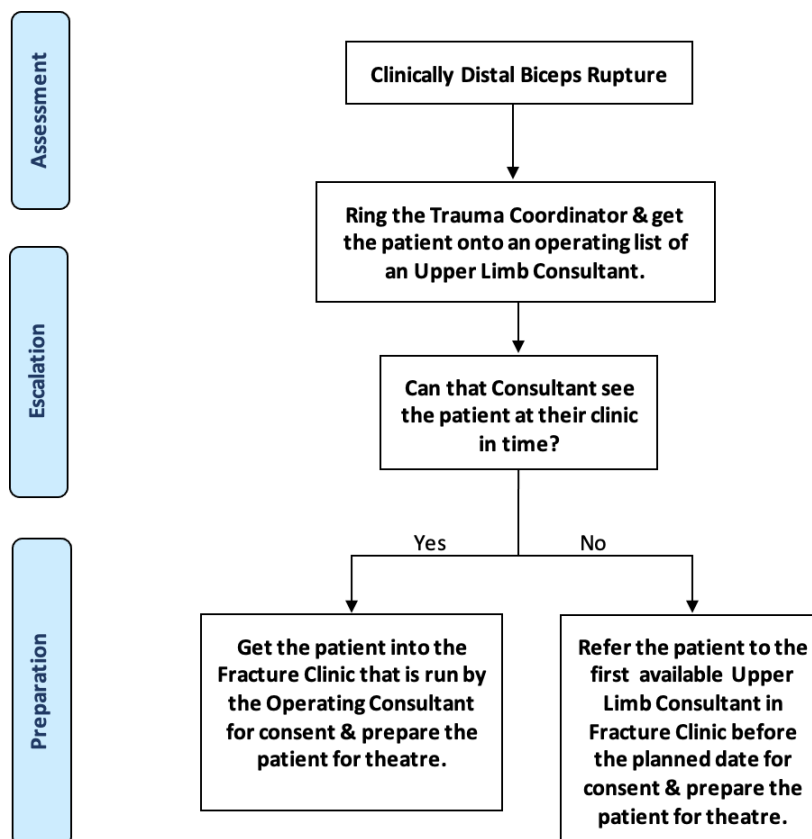 Assessment
Clinically Distal Biceps Rupture
Ring the Trauma Coordinator & get
the patient onto an operating list of
an Upper Limb Consultant.
Escalation
Can that Consultant see
the patient at their clinic
in time?
Yes
No
Preparation
Get the patient into the
Fracture Clinic that is run by
the Operating Consultant
for consent & prepare the
patient for theatre.
Refer the patient to the
first available Upper
Limb Consultant in
Fracture Clinic before
the planned date for
consent & prepare the
patient for theatre.